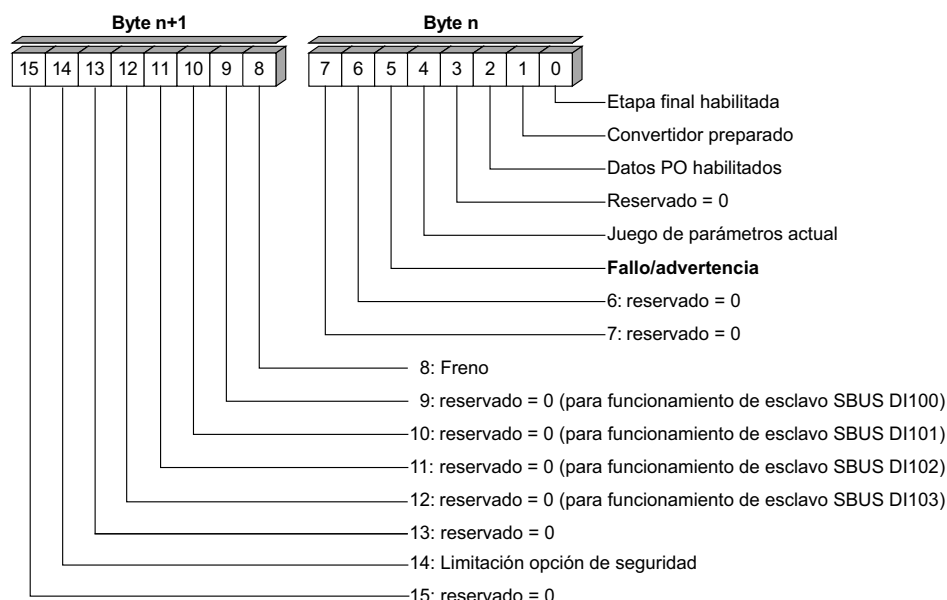 Byte n+1 Byte n
15 14 13 12 11 10 9 8 7 6 5 4 3 2 1 0
Etapa final habilitada
Convertidor preparado
Datos PO habilitados
Reservado = 0
Juego de parámetros actual
Fallo/advertencia
6: reservado = 0
7: reservado = 0
8: Freno
9: reservado = 0 (para funcionamiento de esclavo SBUS DI100)
10: reservado = 0 (para funcionamiento de esclavo SBUS DI101)
11: reservado = 0 (para funcionamiento de esclavo SBUS DI102)
12: reservado = 0 (para funcionamiento de esclavo SBUS DI103)
13: reservado = 0
14: Limitación opción de seguridad
15: reservado = 0